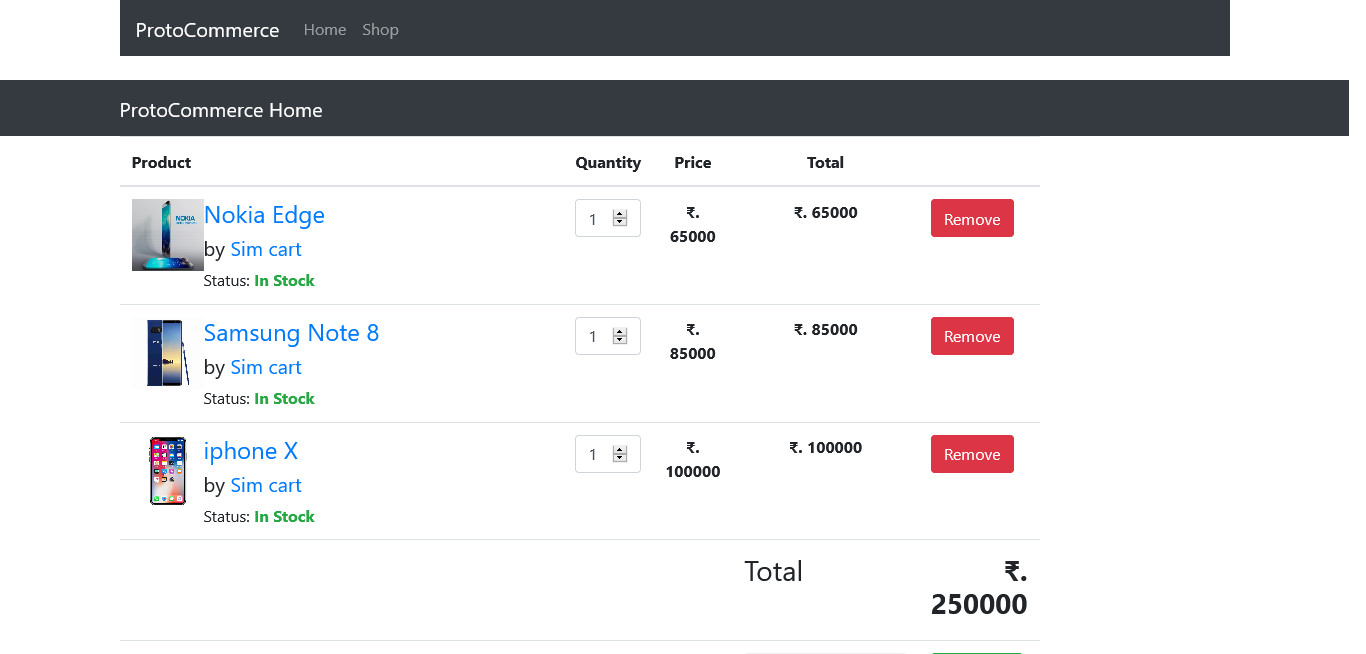 ProtoCommerce Home Shop
ProtoCommerce Home
Product Quantity Price Total
Nokia Edge 1 ₹. ₹. 65000 Remove
65000
by Sim cart
Status: In Stock
NOKIA
Samsung Note 8 1 ₹. ₹. 85000 Remove
85000
by Sim cart
Status: In Stock
iphone X 1 ₹. ₹. 100000 Remove
100000
by Sim cart
Status: In Stock
Total ₹.
250000